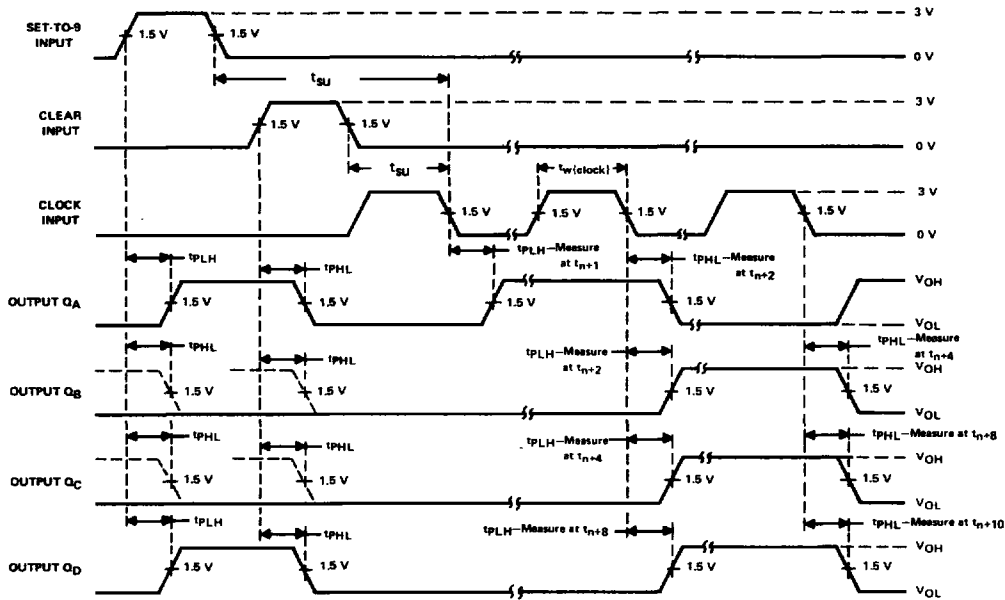 SET-TO-9
INPUT
1.5 V
1.5 V
3 V
0 V
tsu
CLEAR
INPUT
1.5 V
1.5 V
3 V
0 V
tsu
tw(clock)
CLOCK
INPUT
1.5 V
1.5 V
1.5 V
1.5 V
3 V
0 V
tPLH
tPHL
tPLH–Measure
at tn+1
tPHL–Measure
at tn+2
OUTPUT QA
1.5 V
1.5 V
1.5 V
1.5 V
VOH
VOL
tPHL
tPHL
tPLH–Measure
at tn+2
tPHL–Measure
at tn+4
OUTPUT QB
1.5 V
1.5 V
1.5 V
1.5 V
VOH
VOL
tPHL
tPHL
tPLH–Measure
at tn+4
tPHL–Measure at tn+8
OUTPUT QC
1.5 V
1.5 V
1.5 V
1.5 V
VOH
VOL
tPLH
tPHL
tPLH–Measure at tn+8
tPHL–Measure at tn+10
OUTPUT QD
1.5 V
1.5 V
1.5 V
1.5 V
VOH
VOL